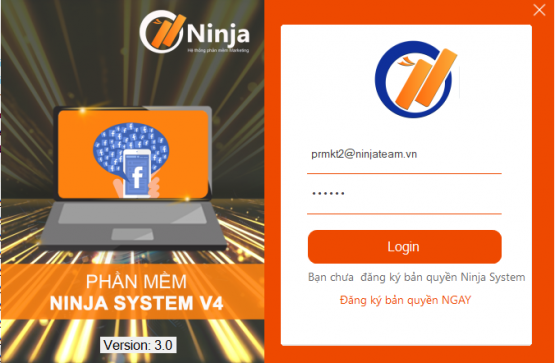 Ninja
Hệ thống phần mềm Marketing
f
PHẦN MỀM
NINJA SYSTEM V4
Version: 3.0
prmkt2@ninjateam.vn
••••••
Login
Bạn chưa đăng ký bản quyền Ninja System
Đăng ký bản quyền NGAY